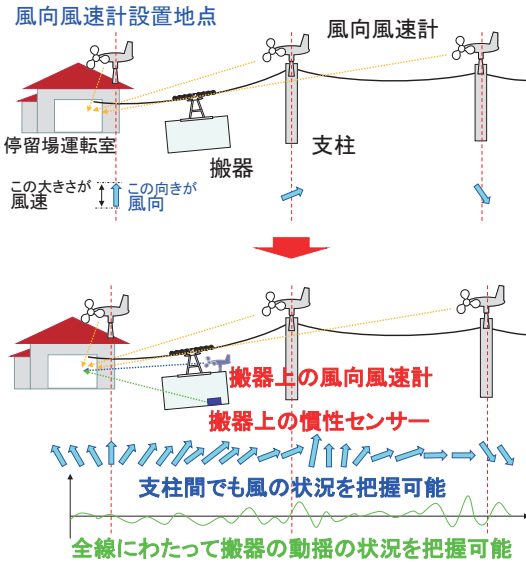 風向風速計設置地点
風向風速計
停留場運転室
搬器
支柱
この大きさが
風速
この向きが
風向
搬器上の風向風速計
搬器上の慣性センサー
支柱間でも風の状況を把握可能
全線にわたって搬器の動揺の状況を把握可能